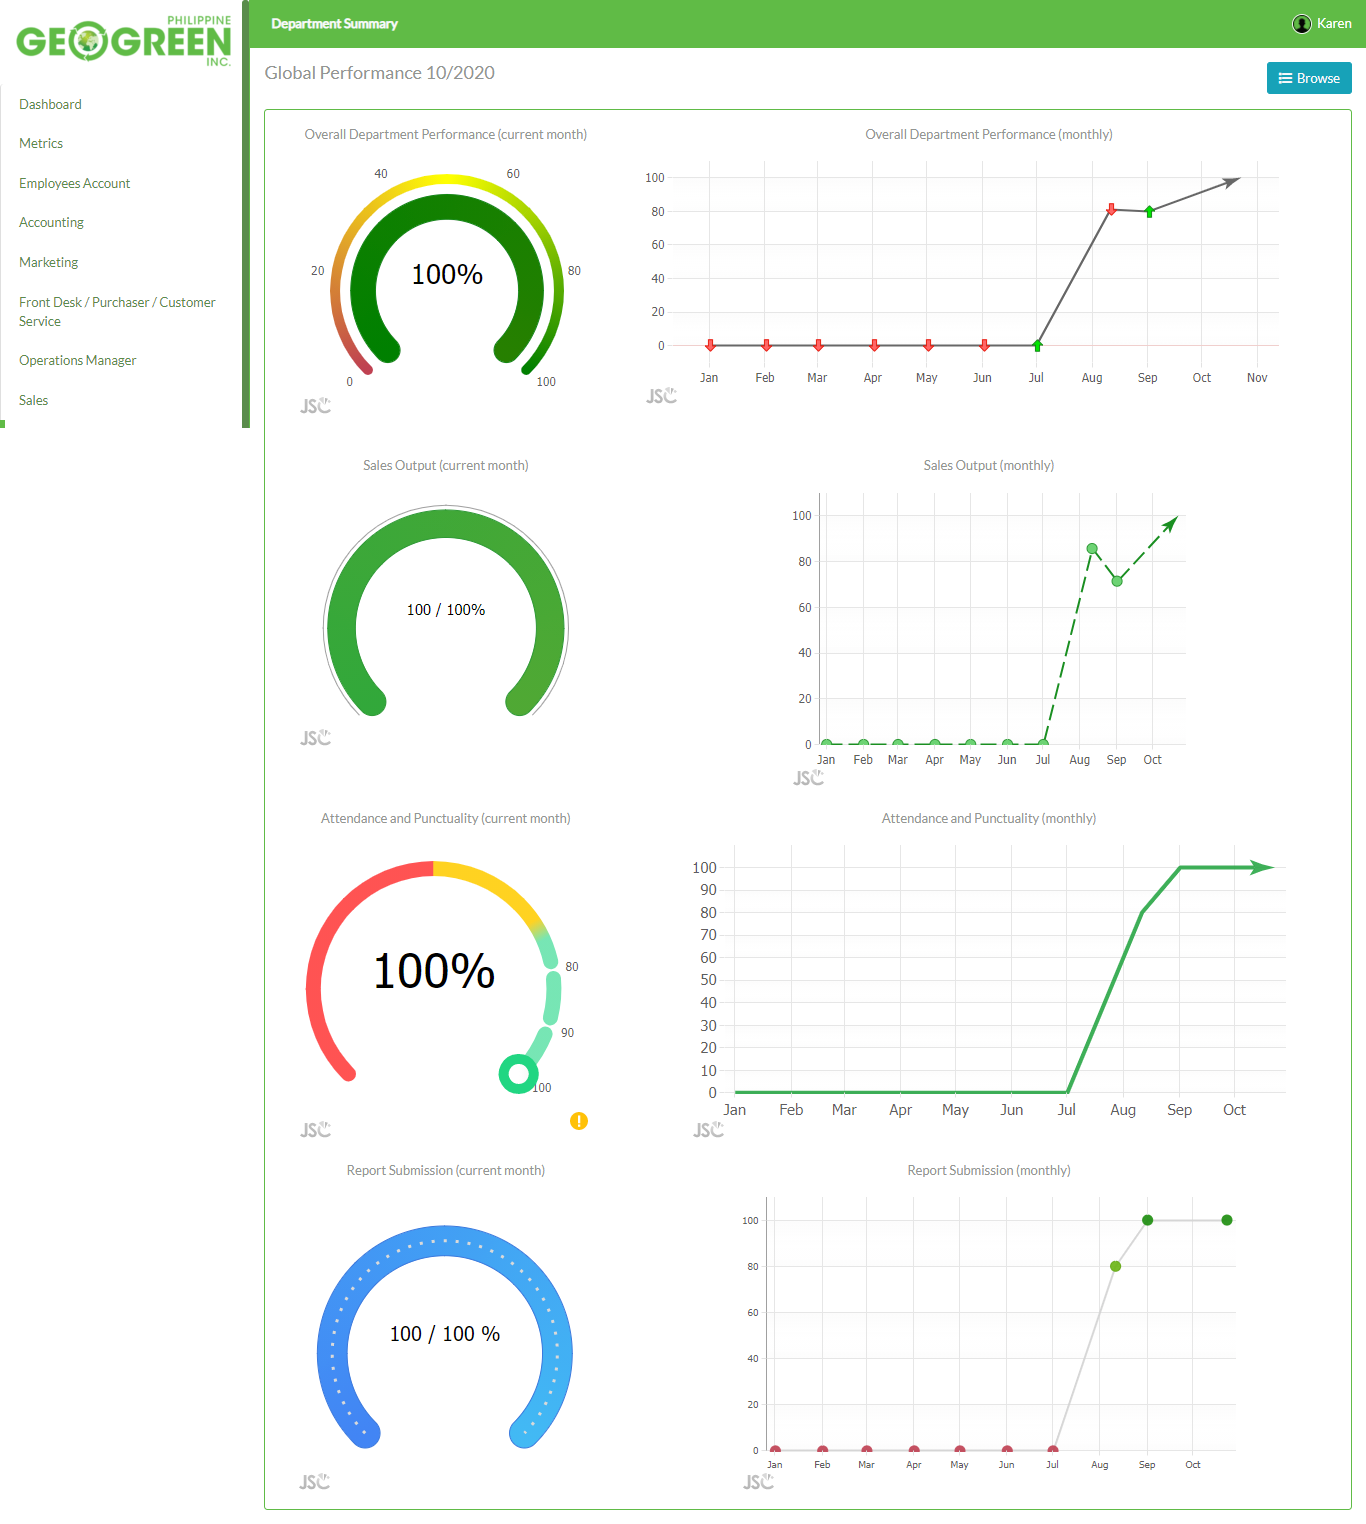 PHILIPPINE
GEOGREEN
INC.
Department Summary
Karen
Global Performance 10/2020
Browse
Dashboard
Metrics
Employees Account
Accounting
Marketing
Front Desk / Purchaser / Customer
Service
Operations Manager
Sales
Overall Department Performance (current month)
40
60
20
80
100%
0
100
JSC
Overall Department Performance (monthly)
100
80
60
40
20
0
Jan Feb Mar Apr May Jun Jul Aug Sep Oct Nov
JSC
Sales Output (current month)
100 / 100%
JSC
Sales Output (monthly)
100
80
60
40
20
0
Jan Feb Mar Apr May Jun Jul Aug Sep Oct
JSC
Attendance and Punctuality (current month)
100%
80
90
100
!
JSC
Attendance and Punctuality (monthly)
100
90
80
70
60
50
40
30
20
10
0
Jan Feb Mar Apr May Jun Jul Aug Sep Oct
JSC
Report Submission (current month)
100 / 100 %
JSC
Report Submission (monthly)
100
80
60
40
20
0
Jan Feb Mar Apr May Jun Jul Aug Sep Oct
JSC